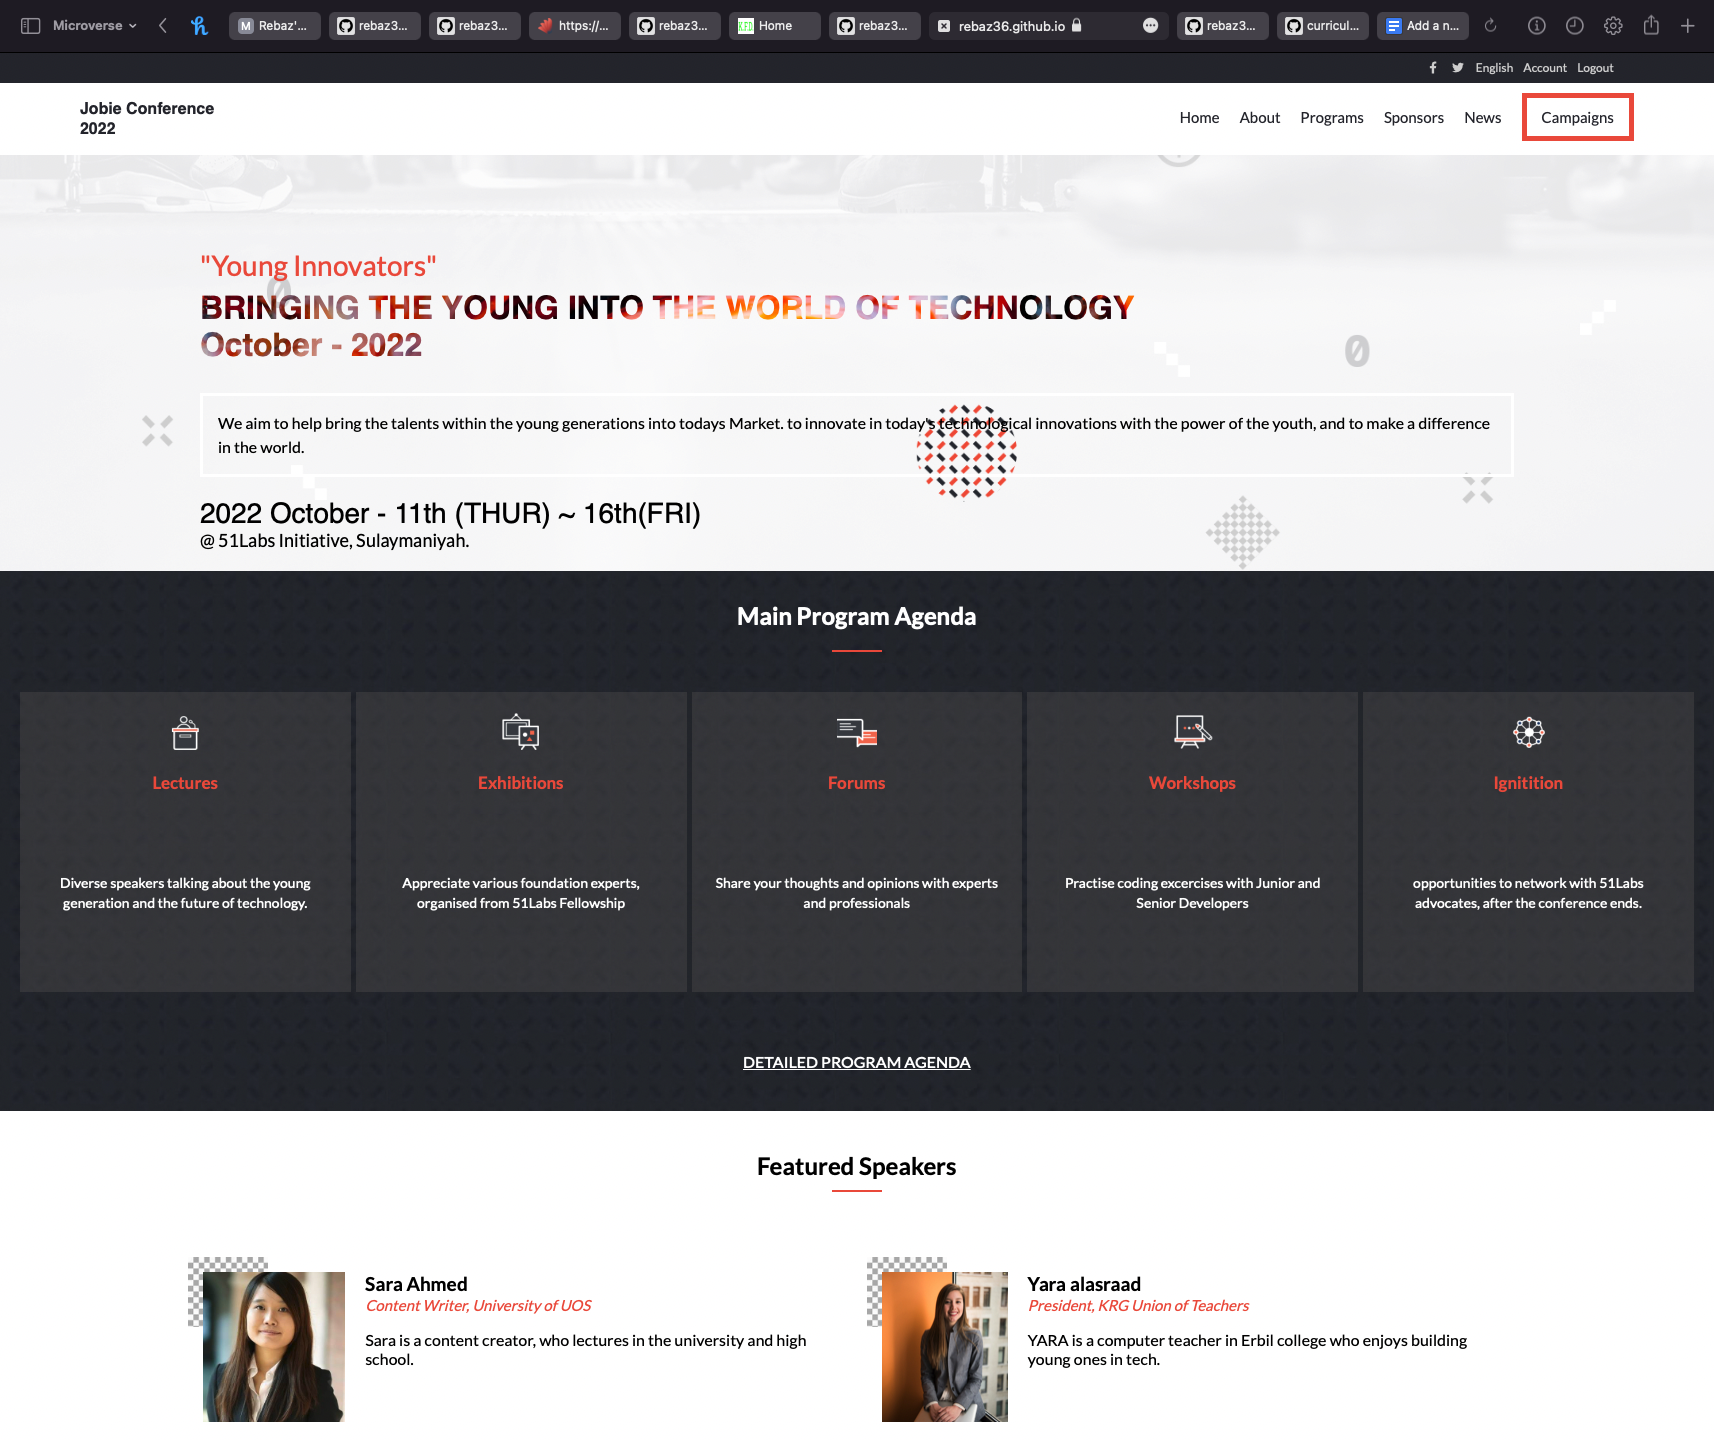 Microverse
M Rebaz'...
rebaz3...
rebaz3...
https://...
rebaz3...
KFD Home
rebaz3...
rebaz36.github.io
rebaz3...
curricul...
Add a n...
English Account Logout
Jobie Conference
2022
Home About Programs Sponsors News Campaigns
"Young Innovators"
BRINGING THE YOUNG INTO THE WORLD OF TECHNOLOGY
October - 2022
We aim to help bring the talents within the young generations into todays Market. to innovate in today's technological innovations with the power of the youth, and to make a difference
in the world.
2022 October - 11th (THUR) ~ 16th(FRI)
@ 51Labs Initiative, Sulaymaniyah.
Main Program Agenda
Lectures
Diverse speakers talking about the young
generation and the future of technology.
Exhibitions
Appreciate various foundation experts,
organised from 51Labs Fellowship
Forums
Share your thoughts and opinions with experts
and professionals
Workshops
Practise coding excercises with Junior and
Senior Developers
Ignitition
opportunities to network with 51Labs
advocates, after the conference ends.
DETAILED PROGRAM AGENDA
Featured Speakers
Sara Ahmed
Content Writer, University of UOS
Sara is a content creator, who lectures in the university and high
school.
Yara alasraad
President, KRG Union of Teachers
YARA is a computer teacher in Erbil college who enjoys building
young ones in tech.